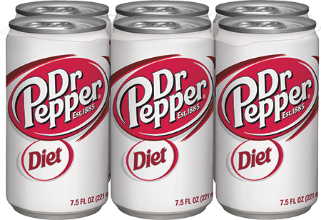 Dr
Pepper
EST. 1885
Diet
7.5 FL OZ (221
Dr
Pepper
EST. 1885
Diet
7.5 FL OZ (221
Dr
Pepper
EST. 1885
Diet
7.5 FL OZ (221